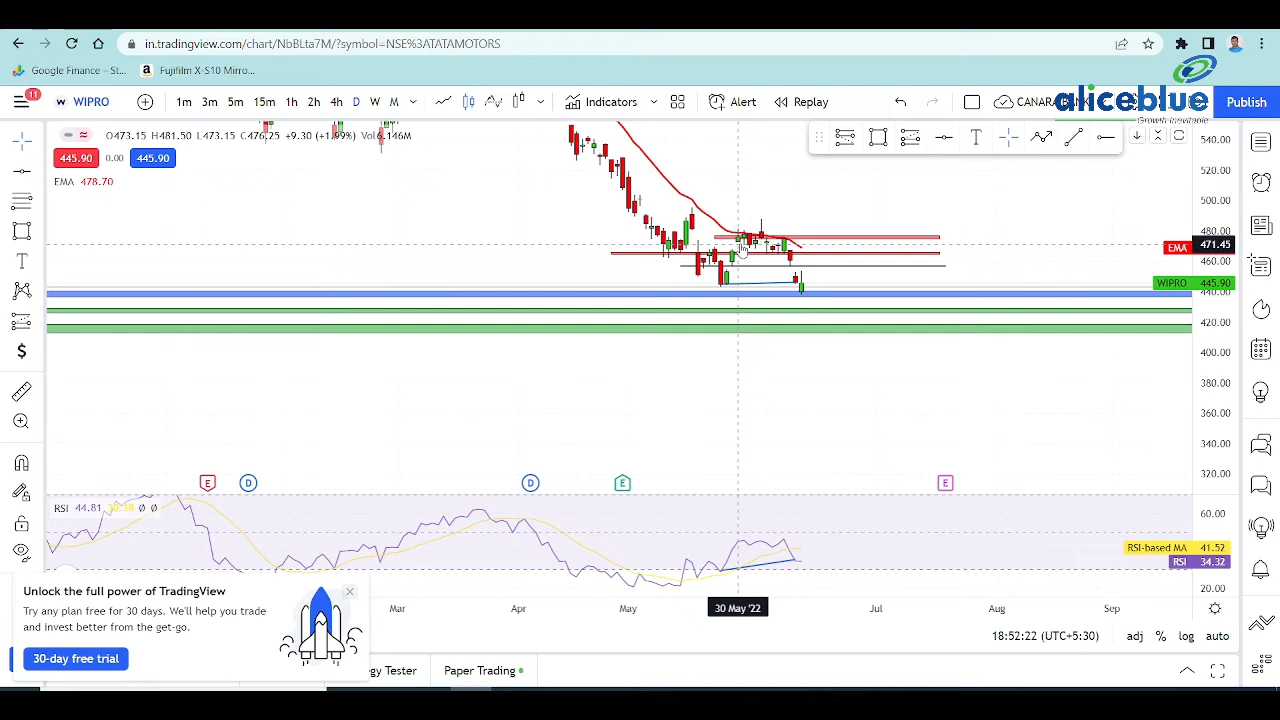 in.tradingview.com/chart/NbBLta7M/?symbol=NSE%3ATATAMOTORS
Google Finance – St...
Fujifilm X-S10 Mirro...
aliceblue
Growth Inevitable
11
w WIPRO
1m 3m 5m 15m 1h 2h 4h D W M
Indicators
Alert
Replay
CANARA
Publish
O473.15 H481.50 L473.15 C476.25 +9.30 (+1.99%) Vol6.146M
445.90 0.00 445.90
EMA 478.70
540.00
520.00
500.00
480.00
471.45
EMA
460.00
WIPRO 445.90
440.00
420.00
400.00
380.00
360.00
340.00
320.00
E D D E E
RSI 44.81 Ø Ø
60.00
RSI-based MA 41.52
RSI 34.32
20.00
Mar Apr May 30 May '22 Jul Aug Sep
Unlock the full power of TradingView
Try any plan free for 30 days. We'll help you trade
and invest better from the get-go.
30-day free trial
18:52:22 (UTC+5:30) adj % log auto
gy Tester Paper Trading